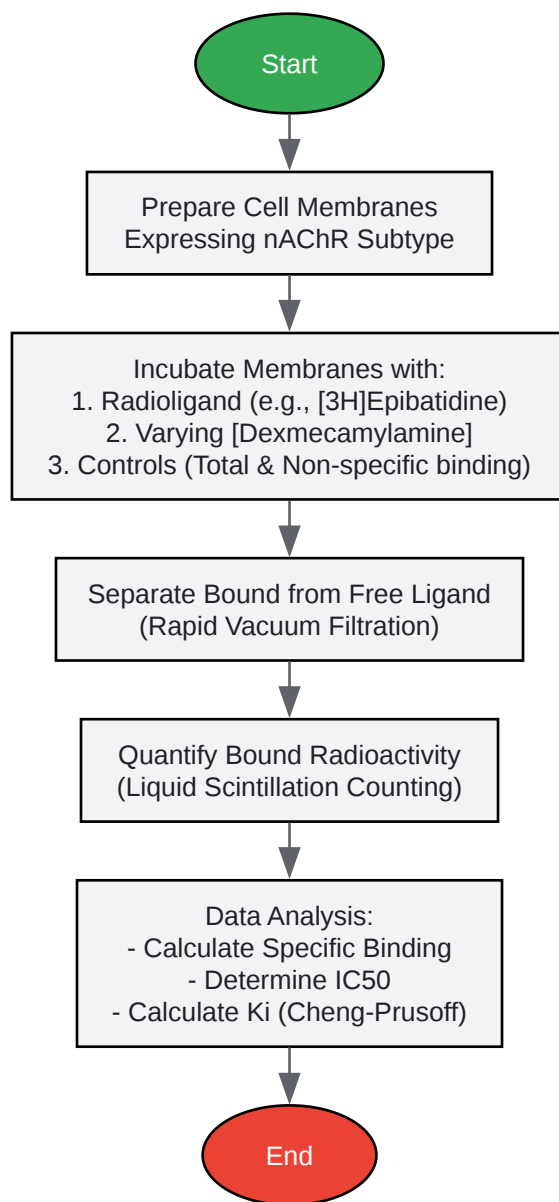 Start
Prepare Cell Membranes
Expressing nAChR Subtype
Incubate Membranes with:
1. Radioligand (e.g., [3H]Epibatidine)
2. Varying [Dexmecamylamine]
3. Controls (Total & Non-specific binding)
Separate Bound from Free Ligand
(Rapid Vacuum Filtration)
Quantify Bound Radioactivity
(Liquid Scintillation Counting)
Data Analysis:
- Calculate Specific Binding
- Determine IC50
- Calculate Ki (Cheng-Prusoff)
End